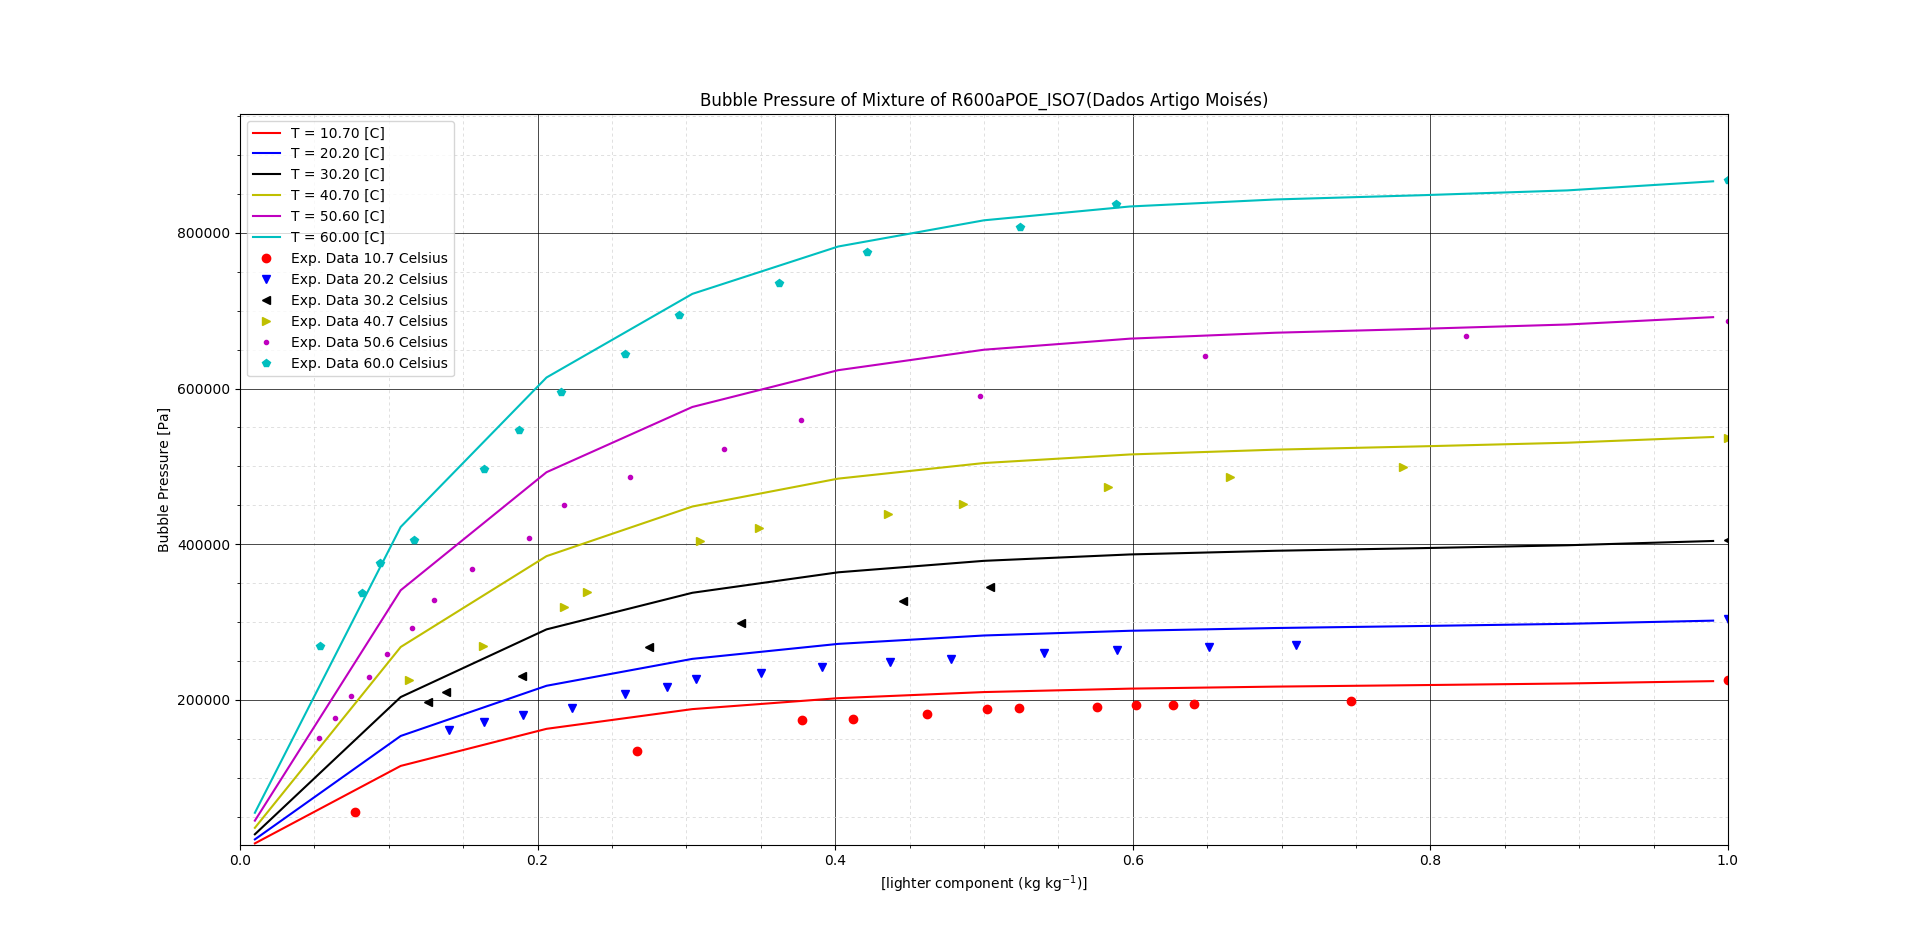 Bubble Pressure of Mixture of R600aPOE_ISO7(Dados Artigo Moisés)
T = 10.70 [C]
T = 20.20 [C]
T = 30.20 [C]
T = 40.70 [C]
T = 50.60 [C]
T = 60.00 [C]
Exp. Data 10.7 Celsius
Exp. Data 20.2 Celsius
Exp. Data 30.2 Celsius
Exp. Data 40.7 Celsius
Exp. Data 50.6 Celsius
Exp. Data 60.0 Celsius
800000
600000
400000
200000
Bubble Pressure [Pa]
0.0 0.2 0.4 0.6 0.8 1.0
[lighter component (kg kg⁻¹)]